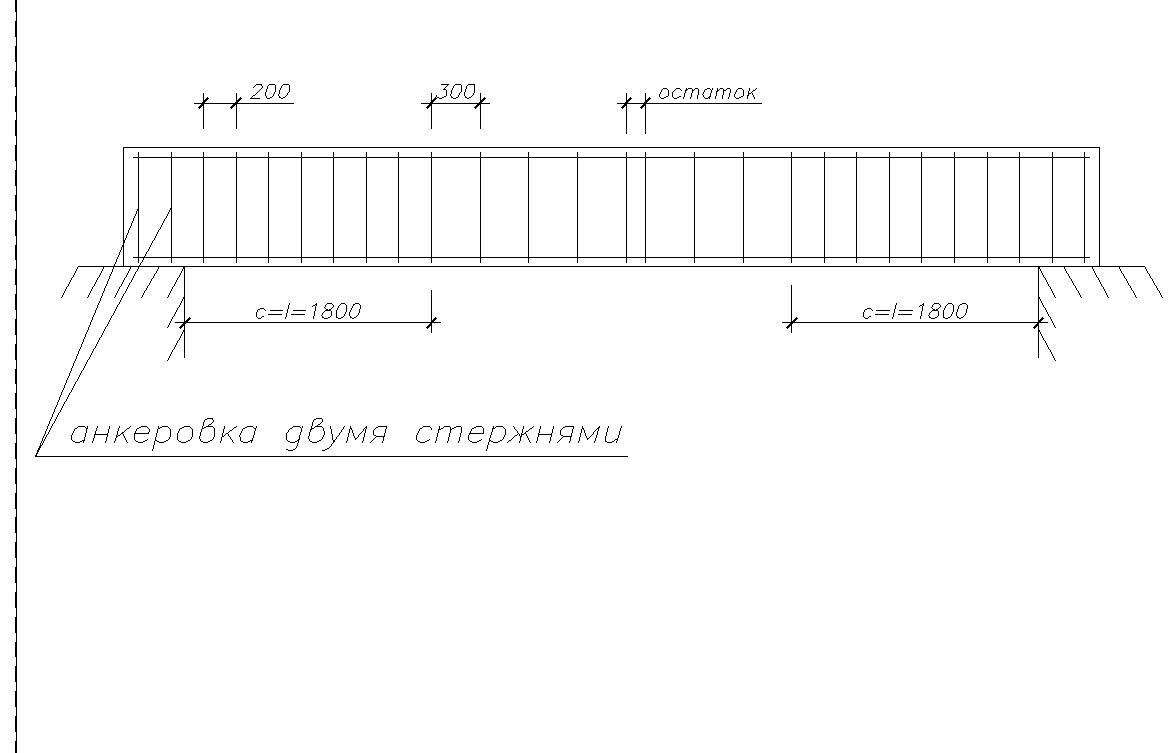 200
300
остаток
c=l=1800
c=l=1800
анкеровка двумя стержнями